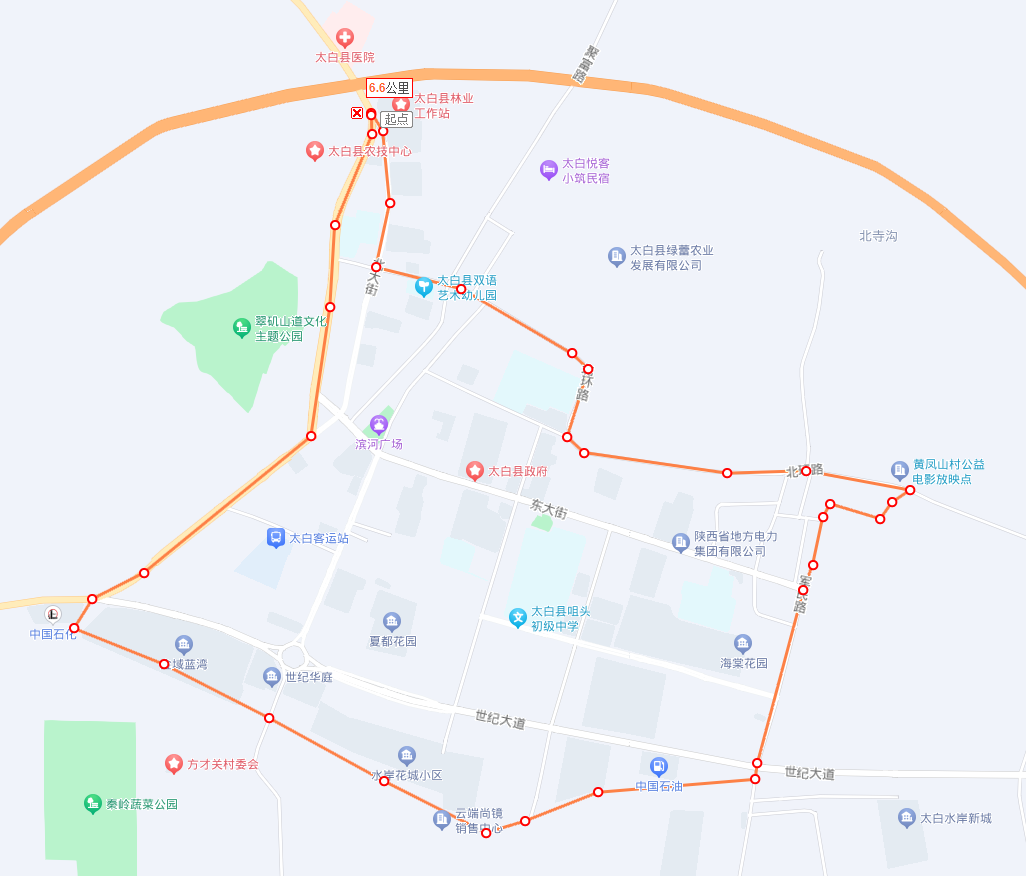 聚富路
太白县医院
6.6公里
太白县林业
工作站
起点
太白县农技中心
太白悦客
小筑民宿
北寺沟
太白县绿蕾农业
发展有限公司
北大街
太白县双语
艺术幼儿园
翠矶山道文化
主题公园
环路
滨河广场
太白县政府
北环路
黄凤山村公益
电影放映点
东大街
太白客运站
陕西省地方电力
集团有限公司
军民路
中国石化
太白县咀头
初级中学
夏都花园
域蓝湾
海棠花园
世纪华庭
世纪大道
方才关村委会
水岸花城小区
中国石油
世纪大道
秦岭蔬菜公园
云端尚镜
销售中心
太白水岸新城